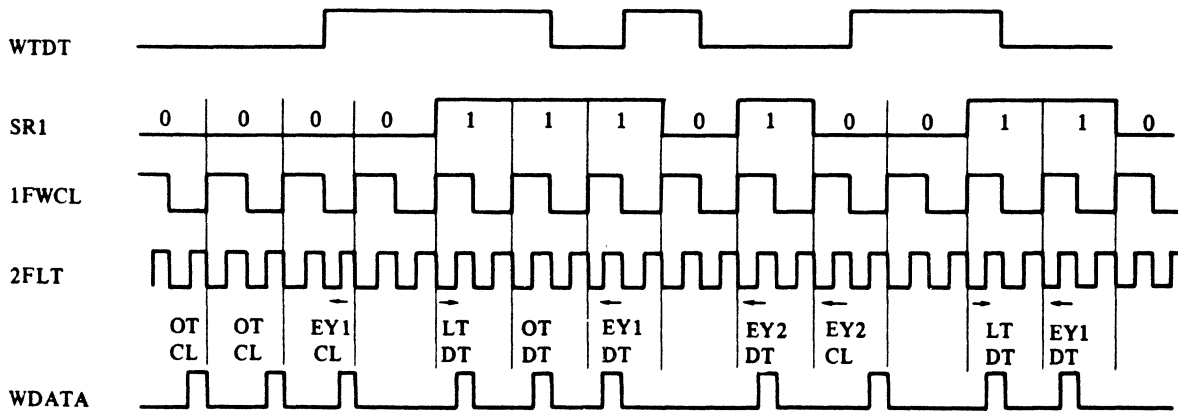 WTDT
SR1 0 0 0 0 1 1 1 0 1 0 0 1 1 0
1FWCL
2FLT
OT OT EY1 LT OT EY1 EY2 EY2 LT EY1
CL CL CL DT DT DT DT CL DT DT
WDATA